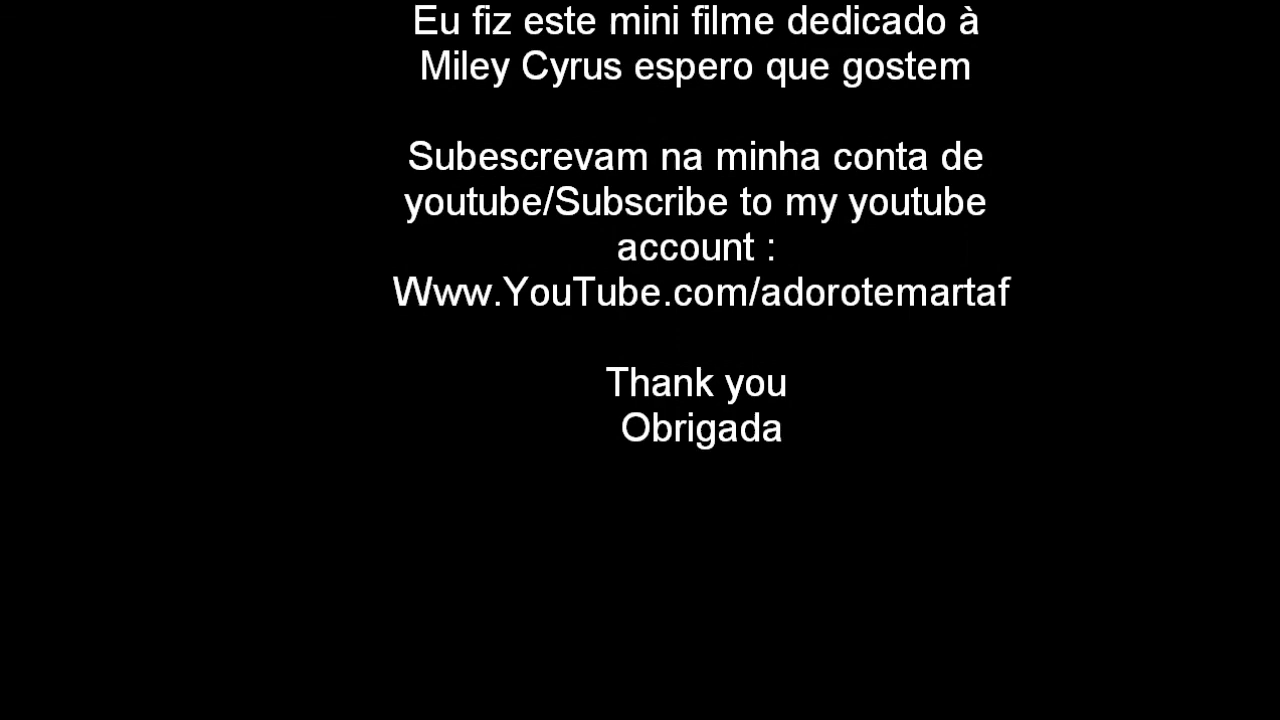 Eu fiz este mini filme dedicado à
Miley Cyrus espero que gostem
Subescrevam na minha conta de
youtube/Subscribe to my youtube
account :
Www.YouTube.com/adorotemartaf
Thank you
Obrigada